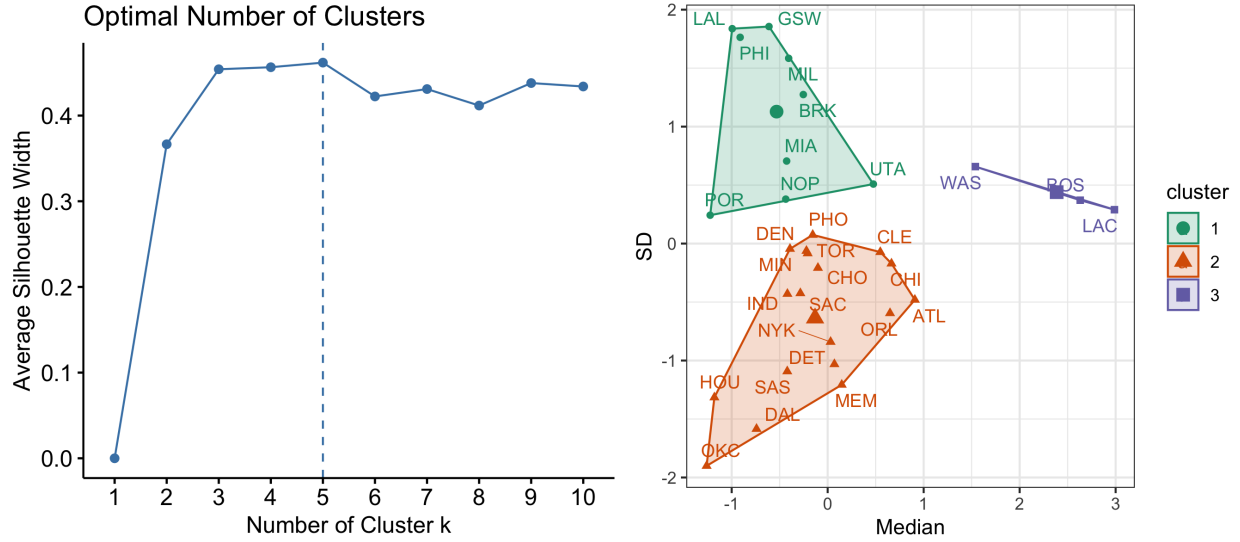 Optimal Number of Clusters
Average Silhouette Width
0.4
0.3
0.2
0.1
0.0
1 2 3 4 5 6 7 8 9 10
Number of Cluster k
SD
2
1
0
-1
-2
LAL
GSW
PHI
MIL
BRK
MIA
UTA
NOP
POR
WAS
BOS
LAC
PHO
DEN
CLE
TOR
MIN
CHO
CHI
IND
SAC
ATL
NYK
ORL
DET
HOU
SAS
MEM
DAL
OKC
-1 0 1 2 3
Median
cluster
1
2
3